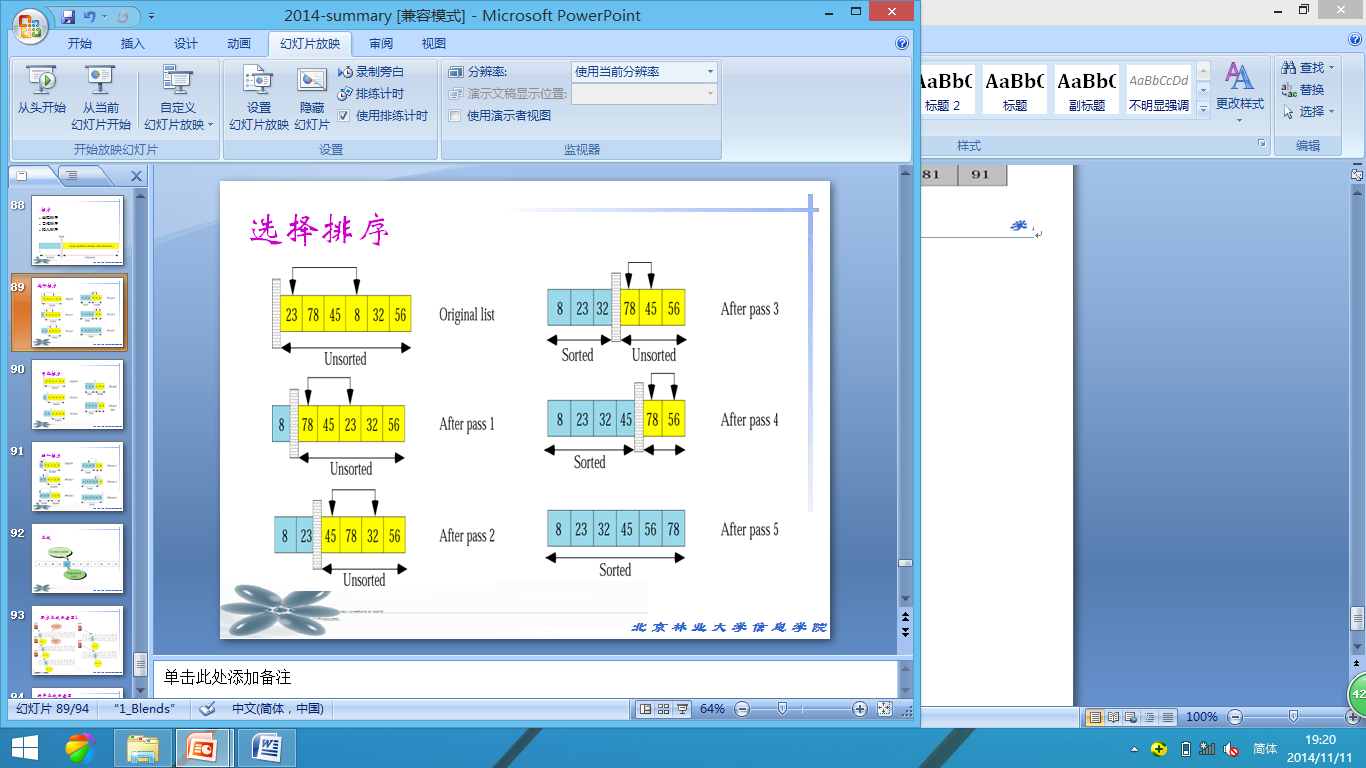 2014-summary [兼容模式] - Microsoft PowerPoint
开始 插入 设计 动画 幻灯片放映 审阅 视图
从头开始
从当前
幻灯片开始
自定义
幻灯片放映
开始放映幻灯片
设置
幻灯片放映
隐藏
幻灯片
录制旁白
排练计时
使用排练计时
设置
分辨率: 使用当前分辨率
演示文稿显示位置:
使用演示者视图
监视器
AaBbC AaBbC AaBbCcDd
标题 2 标题 副标题 不明显强调
更改样式
样式
查找
替换
选择
编辑
88
89
90
91
92
93
94
选择排序
23 78 45 8 32 56
Original list
Unsorted
8 78 45 23 32 56
After pass 1
Unsorted
8 23 45 78 32 56
After pass 2
Unsorted
8 23 32 78 45 56
After pass 3
Sorted Unsorted
8 23 32 45 78 56
After pass 4
Sorted
8 23 32 45 56 78
After pass 5
Sorted
北京林业大学信息学院
81 91
单击此处添加备注
幻灯片 89/94 "1_Blends" 中文(简体，中国) 64%
100%
42
简体
19:20
2014/11/11